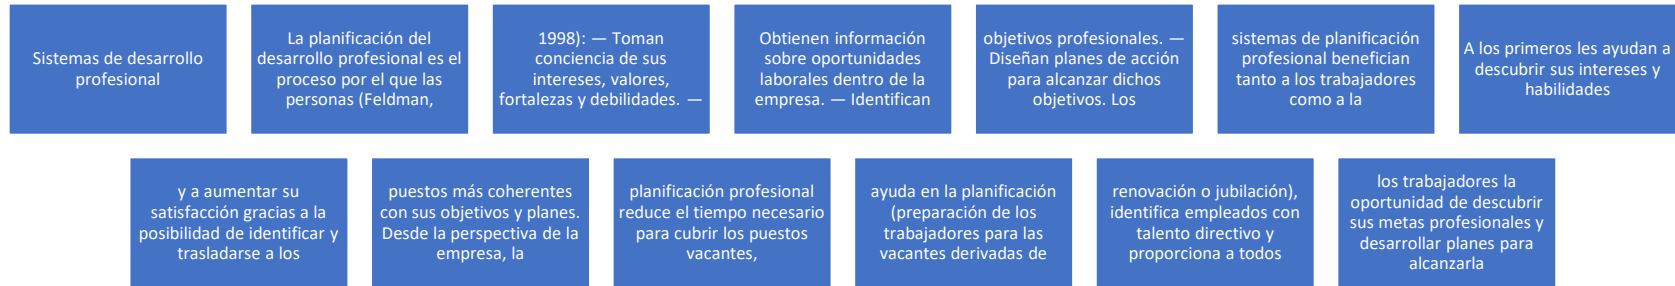 Sistemas de desarrollo
profesional
La planificación del
desarrollo profesional es el
proceso por el que las
personas (Feldman,
1998): — Toman
conciencia de sus
intereses, valores,
fortalezas y debilidades. —
Obtienen información
sobre oportunidades
laborales dentro de la
empresa. — Identifican
objetivos profesionales. —
Diseñan planes de acción
para alcanzar dichos
objetivos. Los
sistemas de planificación
profesional benefician
tanto a los trabajadores
como a la
A los primeros les ayudan a
descubrir sus intereses y
habilidades
y a aumentar su
satisfacción gracias a la
posibilidad de identificar y
trasladarse a los
puestos más coherentes
con sus objetivos y planes.
Desde la perspectiva de la
empresa, la
planificación profesional
reduce el tiempo necesario
para cubrir los puestos
vacantes,
ayuda en la planificación
(preparación de los
trabajadores para las
vacantes derivadas de
renovación o jubilación),
identifica empleados con
talento directivo y
proporciona a todos
los trabajadores la
oportunidad de descubrir
sus metas profesionales y
desarrollar planes para
alcanzarla